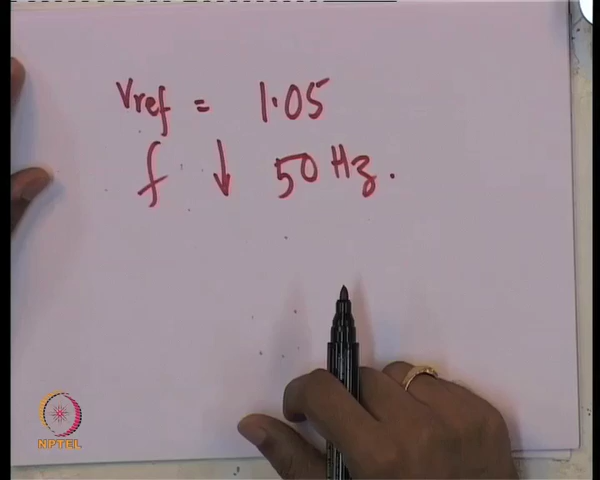 Vref = 1.05
f ↓ 50 Hz.
NPTEL